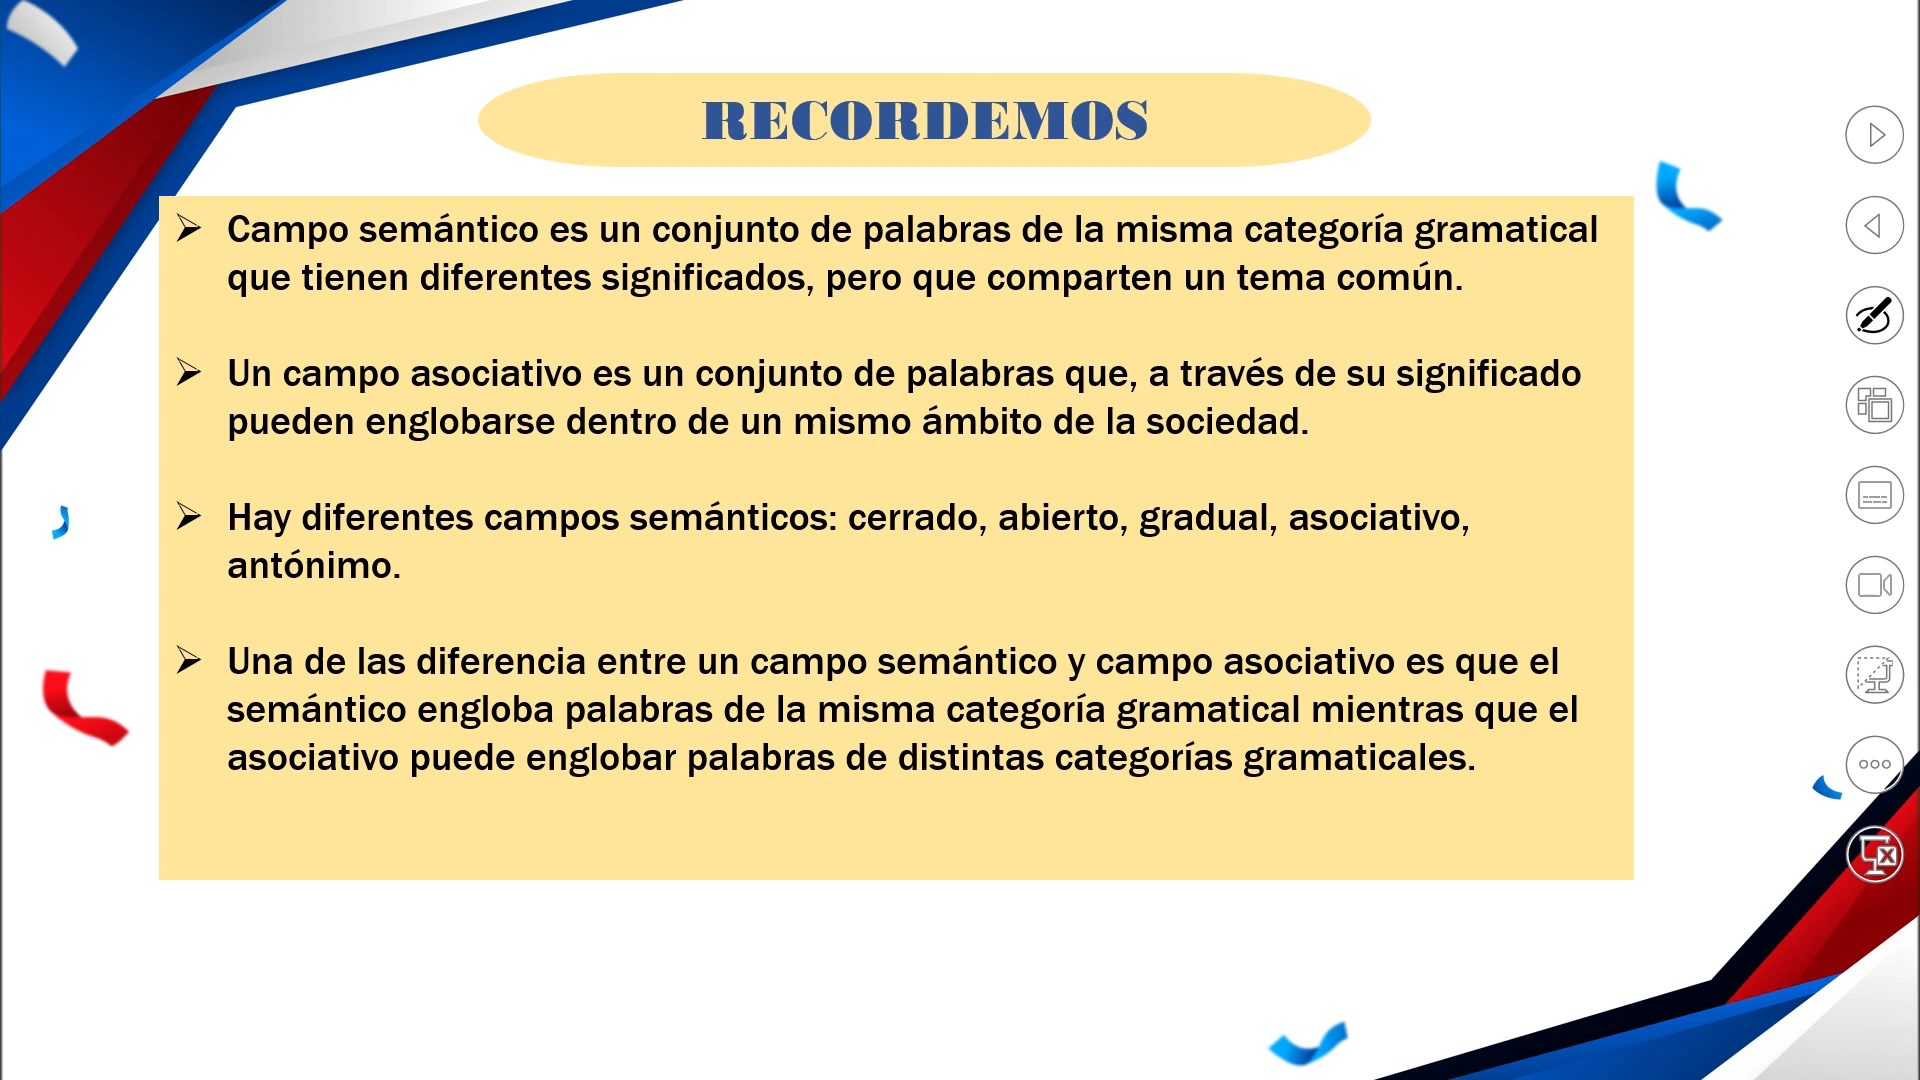 RECORDEMOS
➢ Campo semántico es un conjunto de palabras de la misma categoría gramatical
que tienen diferentes significados, pero que comparten un tema común.
➢ Un campo asociativo es un conjunto de palabras que, a través de su significado
pueden englobarse dentro de un mismo ámbito de la sociedad.
➢ Hay diferentes campos semánticos: cerrado, abierto, gradual, asociativo,
antónimo.
➢ Una de las diferencia entre un campo semántico y campo asociativo es que el
semántico engloba palabras de la misma categoría gramatical mientras que el
asociativo puede englobar palabras de distintas categorías gramaticales.